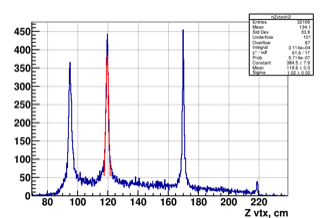 hZvtxchi2
Entries 32109
Mean 134.1
Std Dev 33.8
Underflow 101
Overflow 87
Integral 3.114e+04
χ² / ndf 61.6 / 17
Prob 5.714e-07
Constant 384.5 ± 7.9
Mean 119.6 ± 0.0
Sigma 1.02 ± 0.02
450
400
350
300
250
200
150
100
50
0
80 100 120 140 160 180 200 220
Z vtx, cm